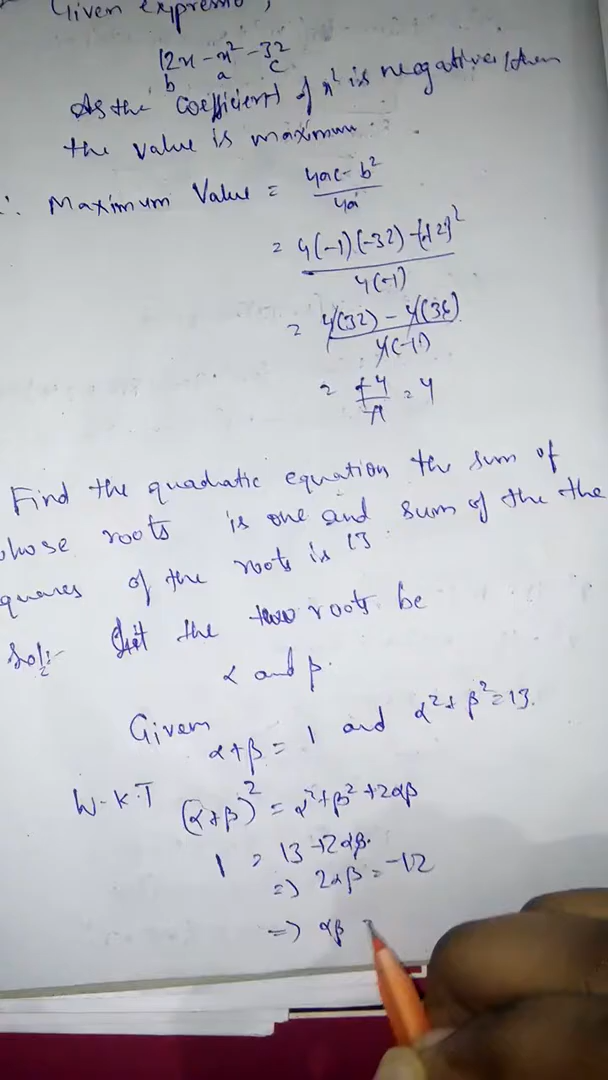 Given expressio
12x - x² - 32
b a c
As the coefficient of x² is negative then
the value is maximum
∴ Maximum Value = 4ac - b² / 4a
= 4(-1)(-32) - (12)² / 4(-1)
= 4(32) - 4(36) / 4(-1)
= -4 / -1 = 4
Find the quadratic equation the sum of
whose roots is one and sum of the the
quares of the roots is 13.
Sol:- Let the two roots be
α and β.
Given α+β = 1 and α²+β²=13.
W.K.T (α+β)² = α²+β²+2αβ
1 = 13+2αβ.
=> 2αβ = -12
=> αβ =